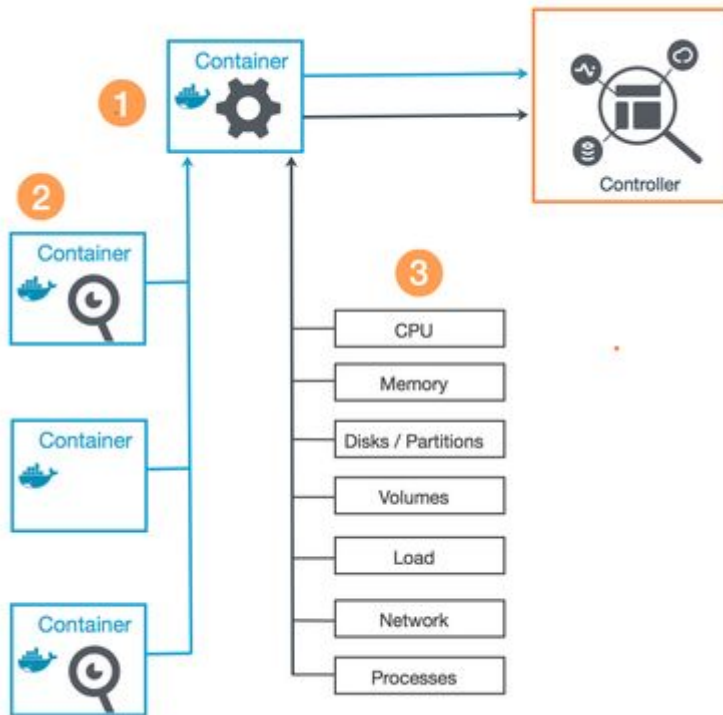 Container
1
Controller
2
Container
3
CPU
Memory
Disks / Partitions
Container
Volumes
Load
Network
Container
Processes